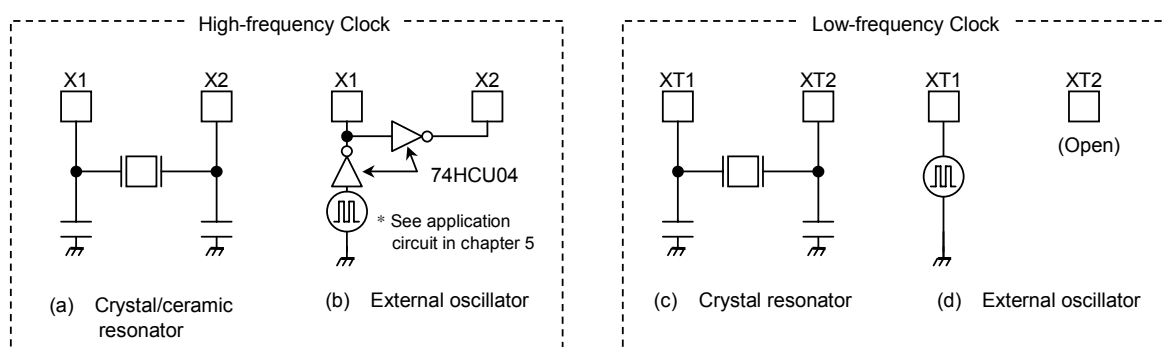 High-frequency Clock
X1
X2
X1
X2
74HCU04
* See application
circuit in chapter 5
(a) Crystal/ceramic
resonator
(b) External oscillator
Low-frequency Clock
XT1
XT2
XT1
XT2
(Open)
(c) Crystal resonator
(d) External oscillator